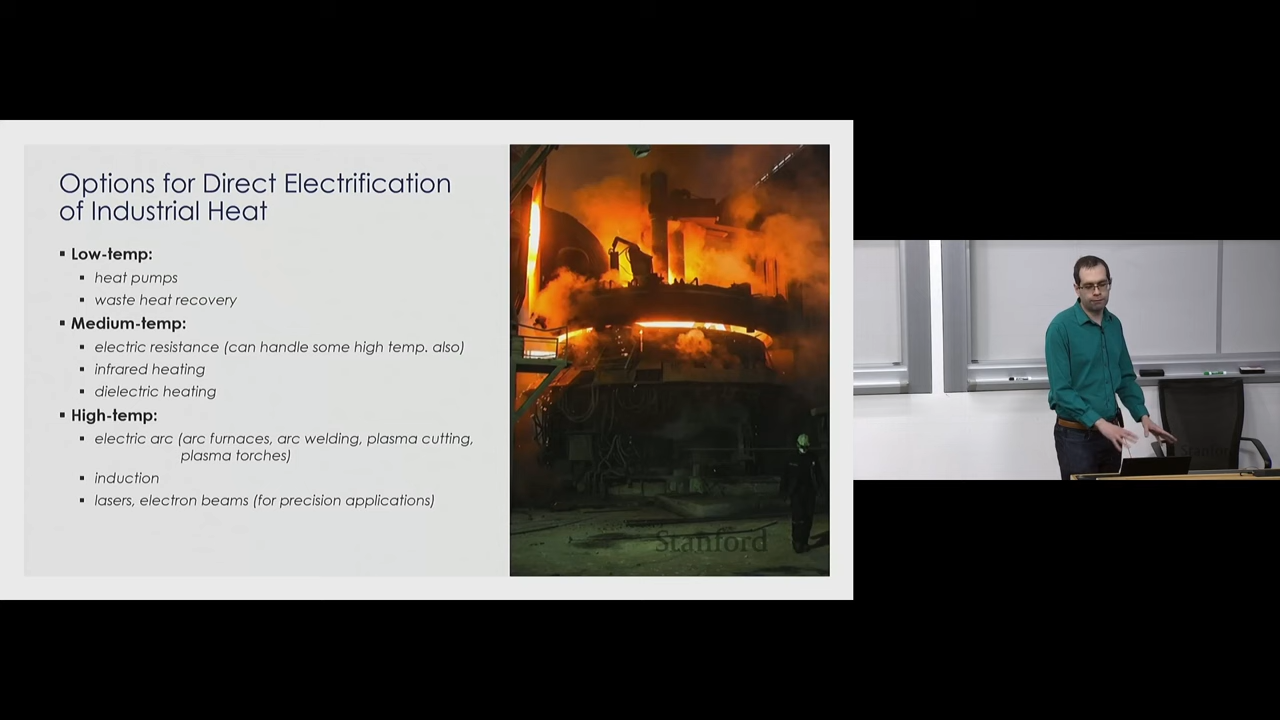 Options for Direct Electrification
of Industrial Heat
▪ Low-temp:
▪ heat pumps
▪ waste heat recovery
▪ Medium-temp:
▪ electric resistance (can handle some high temp. also)
▪ infrared heating
▪ dielectric heating
▪ High-temp:
▪ electric arc (arc furnaces, arc welding, plasma cutting,
plasma torches)
▪ induction
▪ lasers, electron beams (for precision applications)
Stanford
Stanford